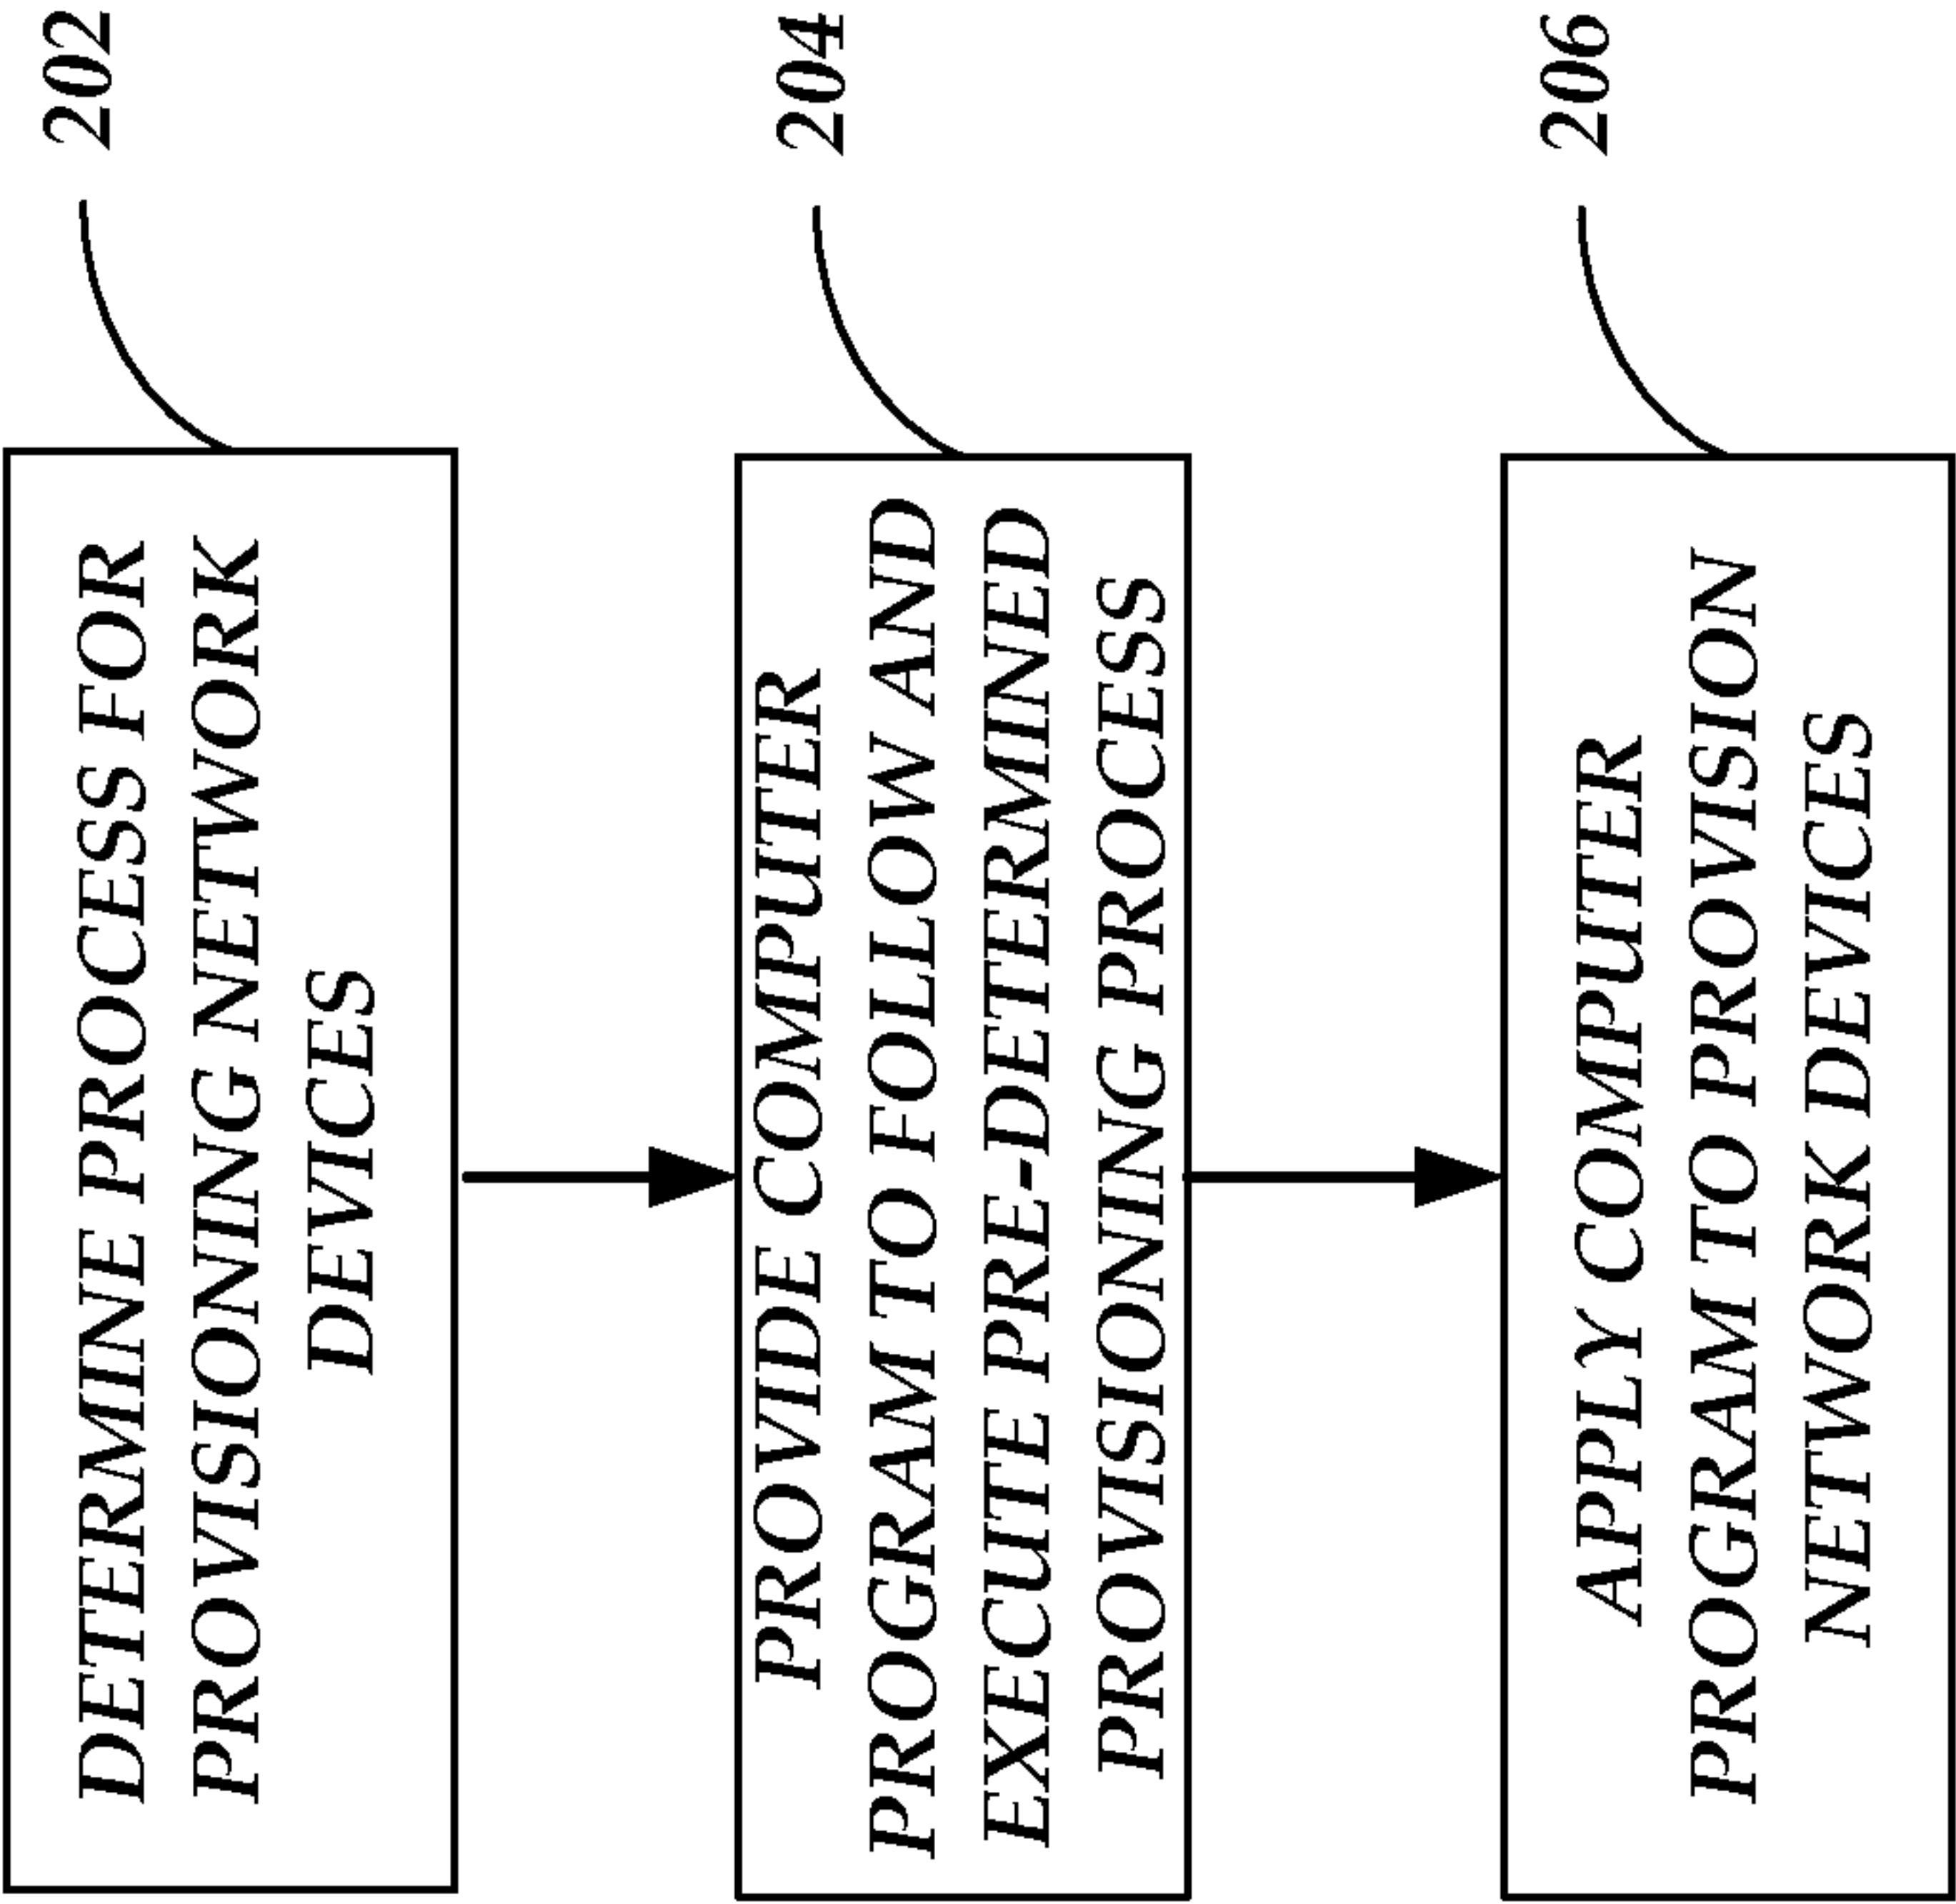 202
DETERMINE PROCESS FOR
PROVISIONING NETWORK
DEVICES
204
PROVIDE COMPUTER
PROGRAM TO FOLLOW AND
EXECUTE PRE-DETERMINED
PROVISIONING PROCESS
206
APPLY COMPUTER
PROGRAM TO PROVISION
NETWORK DEVICES